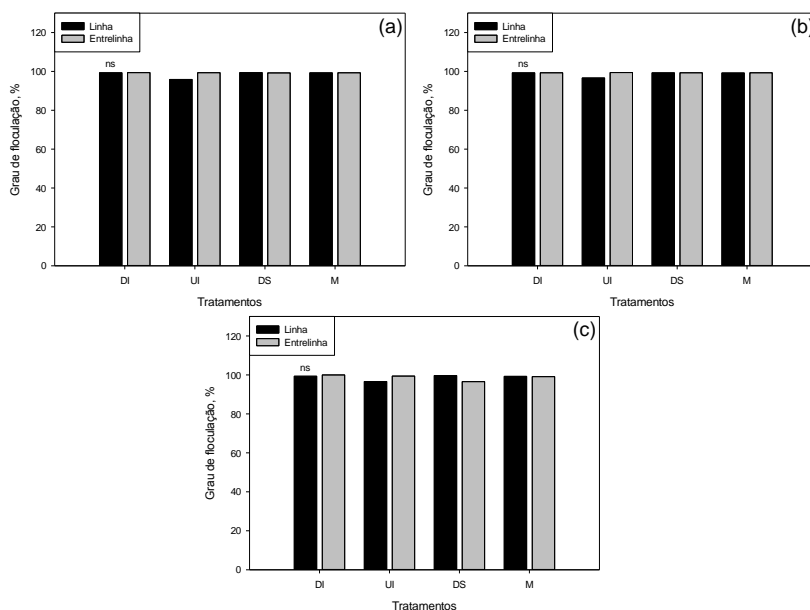 (a)
Linha
Entrelinha
Grau de floculação, %
120
100
80
60
40
20
0
ns
DI UI DS M
Tratamentos
(b)
Linha
Entrelinha
Grau de floculação, %
120
100
80
60
40
20
0
ns
DI UI DS M
Tratamentos
(c)
Linha
Entrelinha
Grau de floculação, %
120
100
80
60
40
20
0
ns
DI UI DS M
Tratamentos